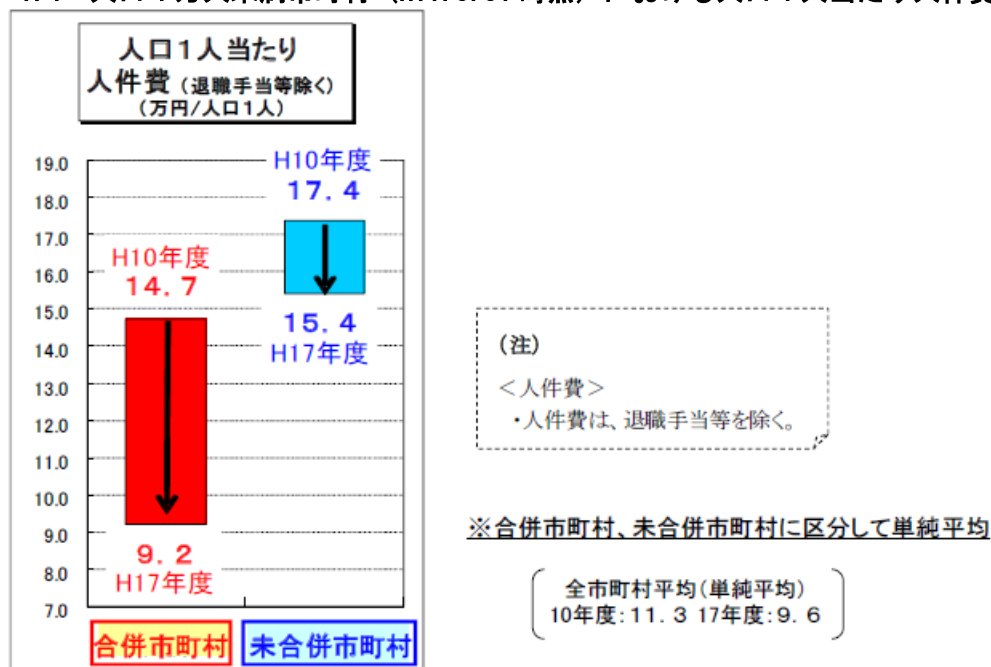 人口1人当たり
人件費（退職手当等除く）
（万円/人口1人）
19.0
18.0
17.0
16.0
15.0
14.0
13.0
12.0
11.0
10.0
9.0
8.0
7.0
H10年度
17.4
H10年度
14.7
15.4
H17年度
9.2
H17年度
合併市町村
未合併市町村
（注）
＜人件費＞
・人件費は、退職手当等を除く。
※合併市町村、未合併市町村に区分して単純平均
全市町村平均（単純平均）
10年度：11.3 17年度：9.6